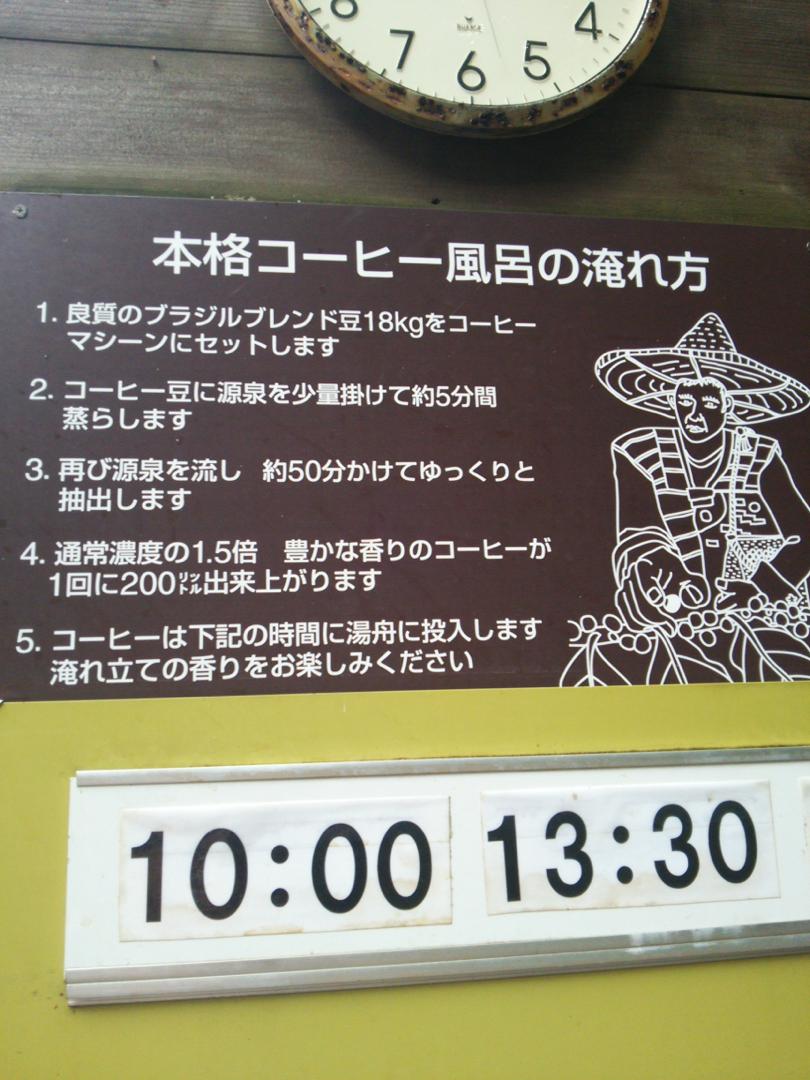 8 7 6 5 4
本格コーヒー風呂の淹れ方
1. 良質のブラジルブレンド豆18kgをコーヒー
マシーンにセットします
2. コーヒー豆に源泉を少量掛けて約5分間
蒸らします
3. 再び源泉を流し 約50分かけてゆっくりと
抽出します
4. 通常濃度の1.5倍 豊かな香りのコーヒーが
1回に200㍑出来上がります
5. コーヒーは下記の時間に湯舟に投入します
淹れ立ての香りをお楽しみください
10:00 13:30